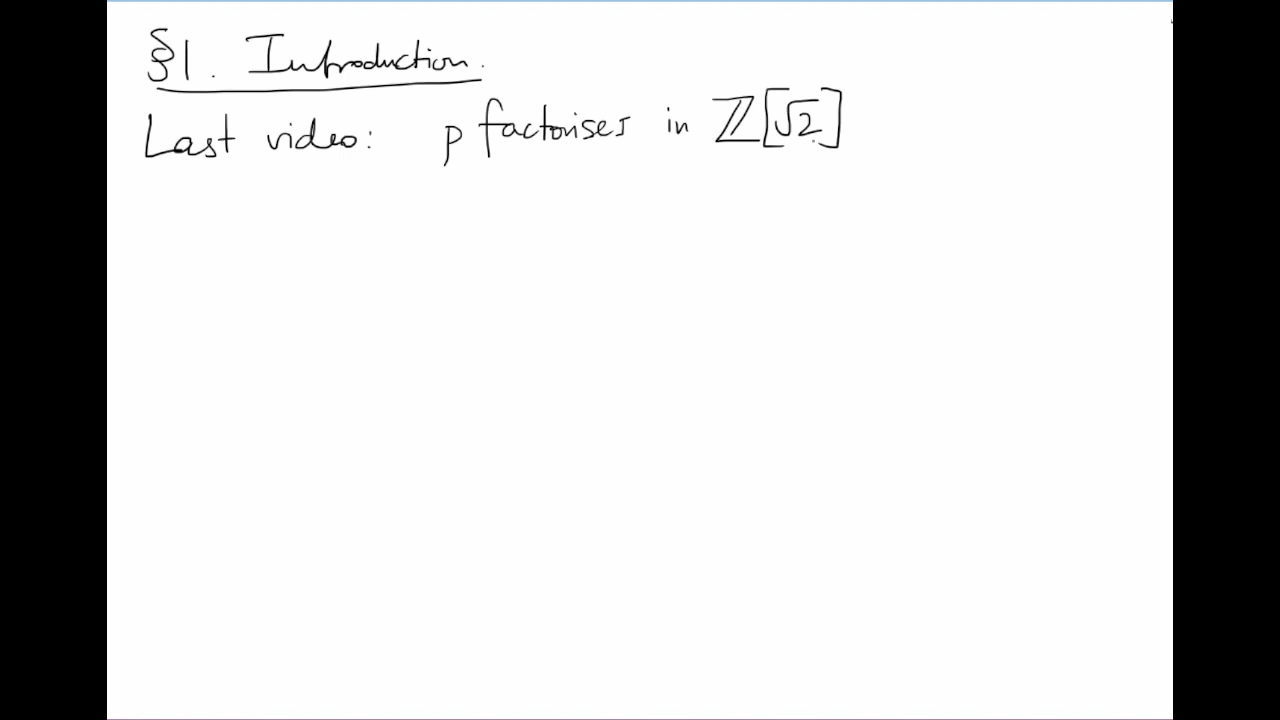 §1. Introduction.
Last video: p factorises in ℤ[√2]